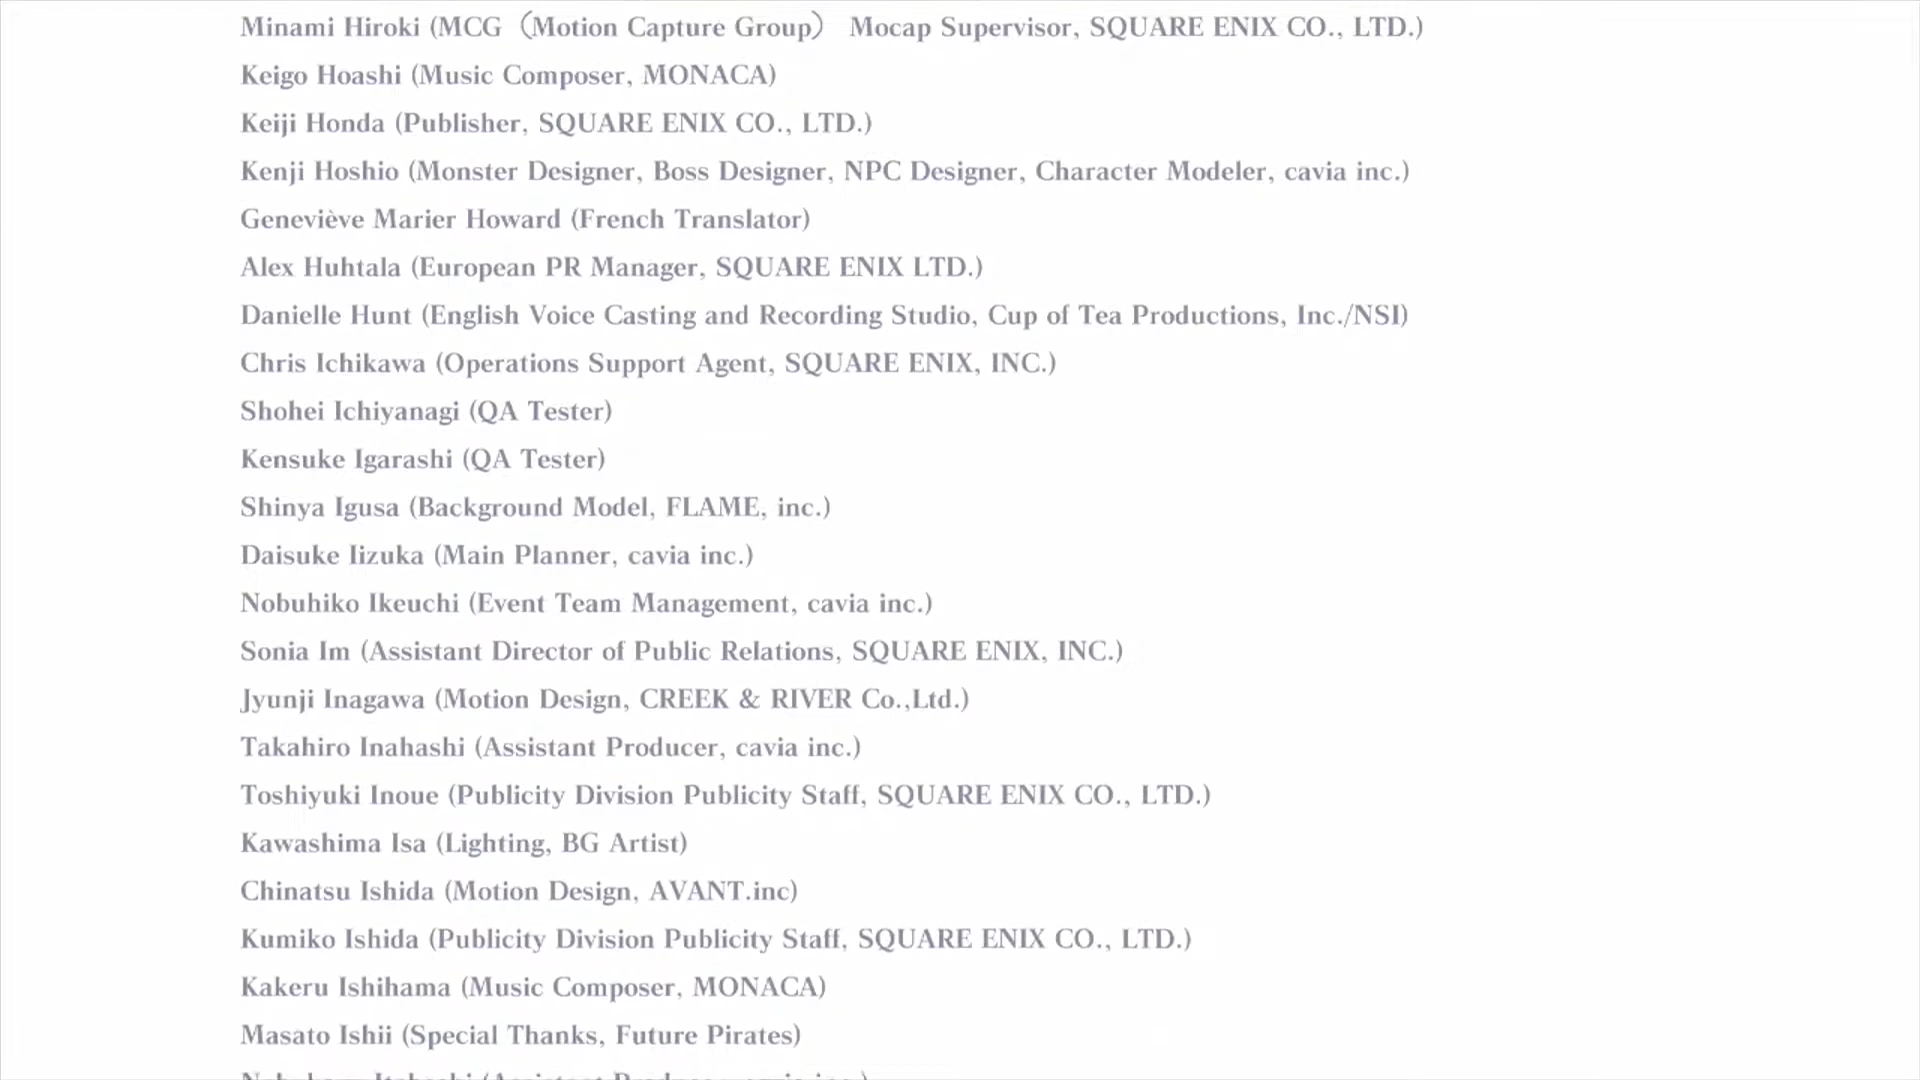 Minami Hiroki (MCG（Motion Capture Group） Mocap Supervisor, SQUARE ENIX CO., LTD.)
Keigo Hoashi (Music Composer, MONACA)
Keiji Honda (Publisher, SQUARE ENIX CO., LTD.)
Kenji Hoshio (Monster Designer, Boss Designer, NPC Designer, Character Modeler, cavia inc.)
Geneviève Marier Howard (French Translator)
Alex Huhtala (European PR Manager, SQUARE ENIX LTD.)
Danielle Hunt (English Voice Casting and Recording Studio, Cup of Tea Productions, Inc./NSI)
Chris Ichikawa (Operations Support Agent, SQUARE ENIX, INC.)
Shohei Ichiyanagi (QA Tester)
Kensuke Igarashi (QA Tester)
Shinya Igusa (Background Model, FLAME, inc.)
Daisuke Iizuka (Main Planner, cavia inc.)
Nobuhiko Ikeuchi (Event Team Management, cavia inc.)
Sonia Im (Assistant Director of Public Relations, SQUARE ENIX, INC.)
Jyunji Inagawa (Motion Design, CREEK & RIVER Co.,Ltd.)
Takahiro Inahashi (Assistant Producer, cavia inc.)
Toshiyuki Inoue (Publicity Division Publicity Staff, SQUARE ENIX CO., LTD.)
Kawashima Isa (Lighting, BG Artist)
Chinatsu Ishida (Motion Design, AVANT.inc)
Kumiko Ishida (Publicity Division Publicity Staff, SQUARE ENIX CO., LTD.)
Kakeru Ishihama (Music Composer, MONACA)
Masato Ishii (Special Thanks, Future Pirates)